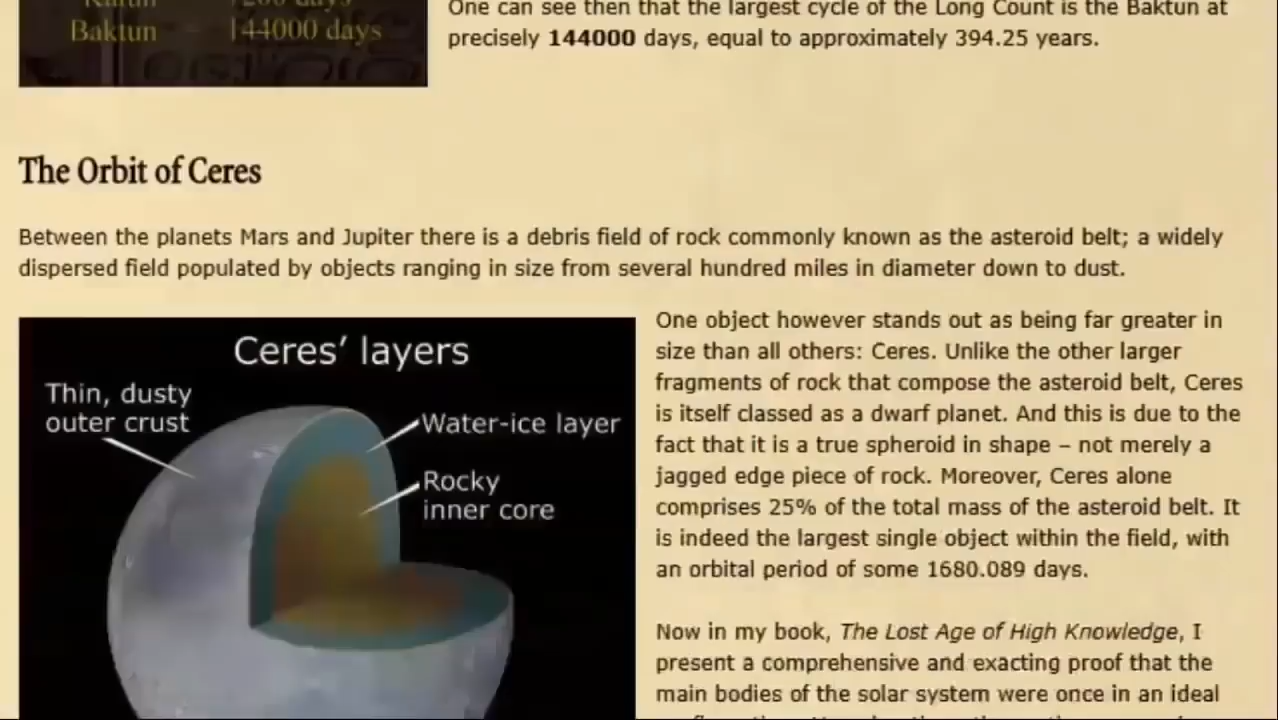 Katun 7200 days
Baktun – 144000 days
One can see then that the largest cycle of the Long Count is the Baktun at
precisely 144000 days, equal to approximately 394.25 years.
The Orbit of Ceres
Between the planets Mars and Jupiter there is a debris field of rock commonly known as the asteroid belt; a widely
dispersed field populated by objects ranging in size from several hundred miles in diameter down to dust.
Ceres’ layers
Thin, dusty
outer crust
Water-ice layer
Rocky
inner core
One object however stands out as being far greater in
size than all others: Ceres. Unlike the other larger
fragments of rock that compose the asteroid belt, Ceres
is itself classed as a dwarf planet. And this is due to the
fact that it is a true spheroid in shape – not merely a
jagged edge piece of rock. Moreover, Ceres alone
comprises 25% of the total mass of the asteroid belt. It
is indeed the largest single object within the field, with
an orbital period of some 1680.089 days.
Now in my book, The Lost Age of High Knowledge, I
present a comprehensive and exacting proof that the
main bodies of the solar system were once in an ideal